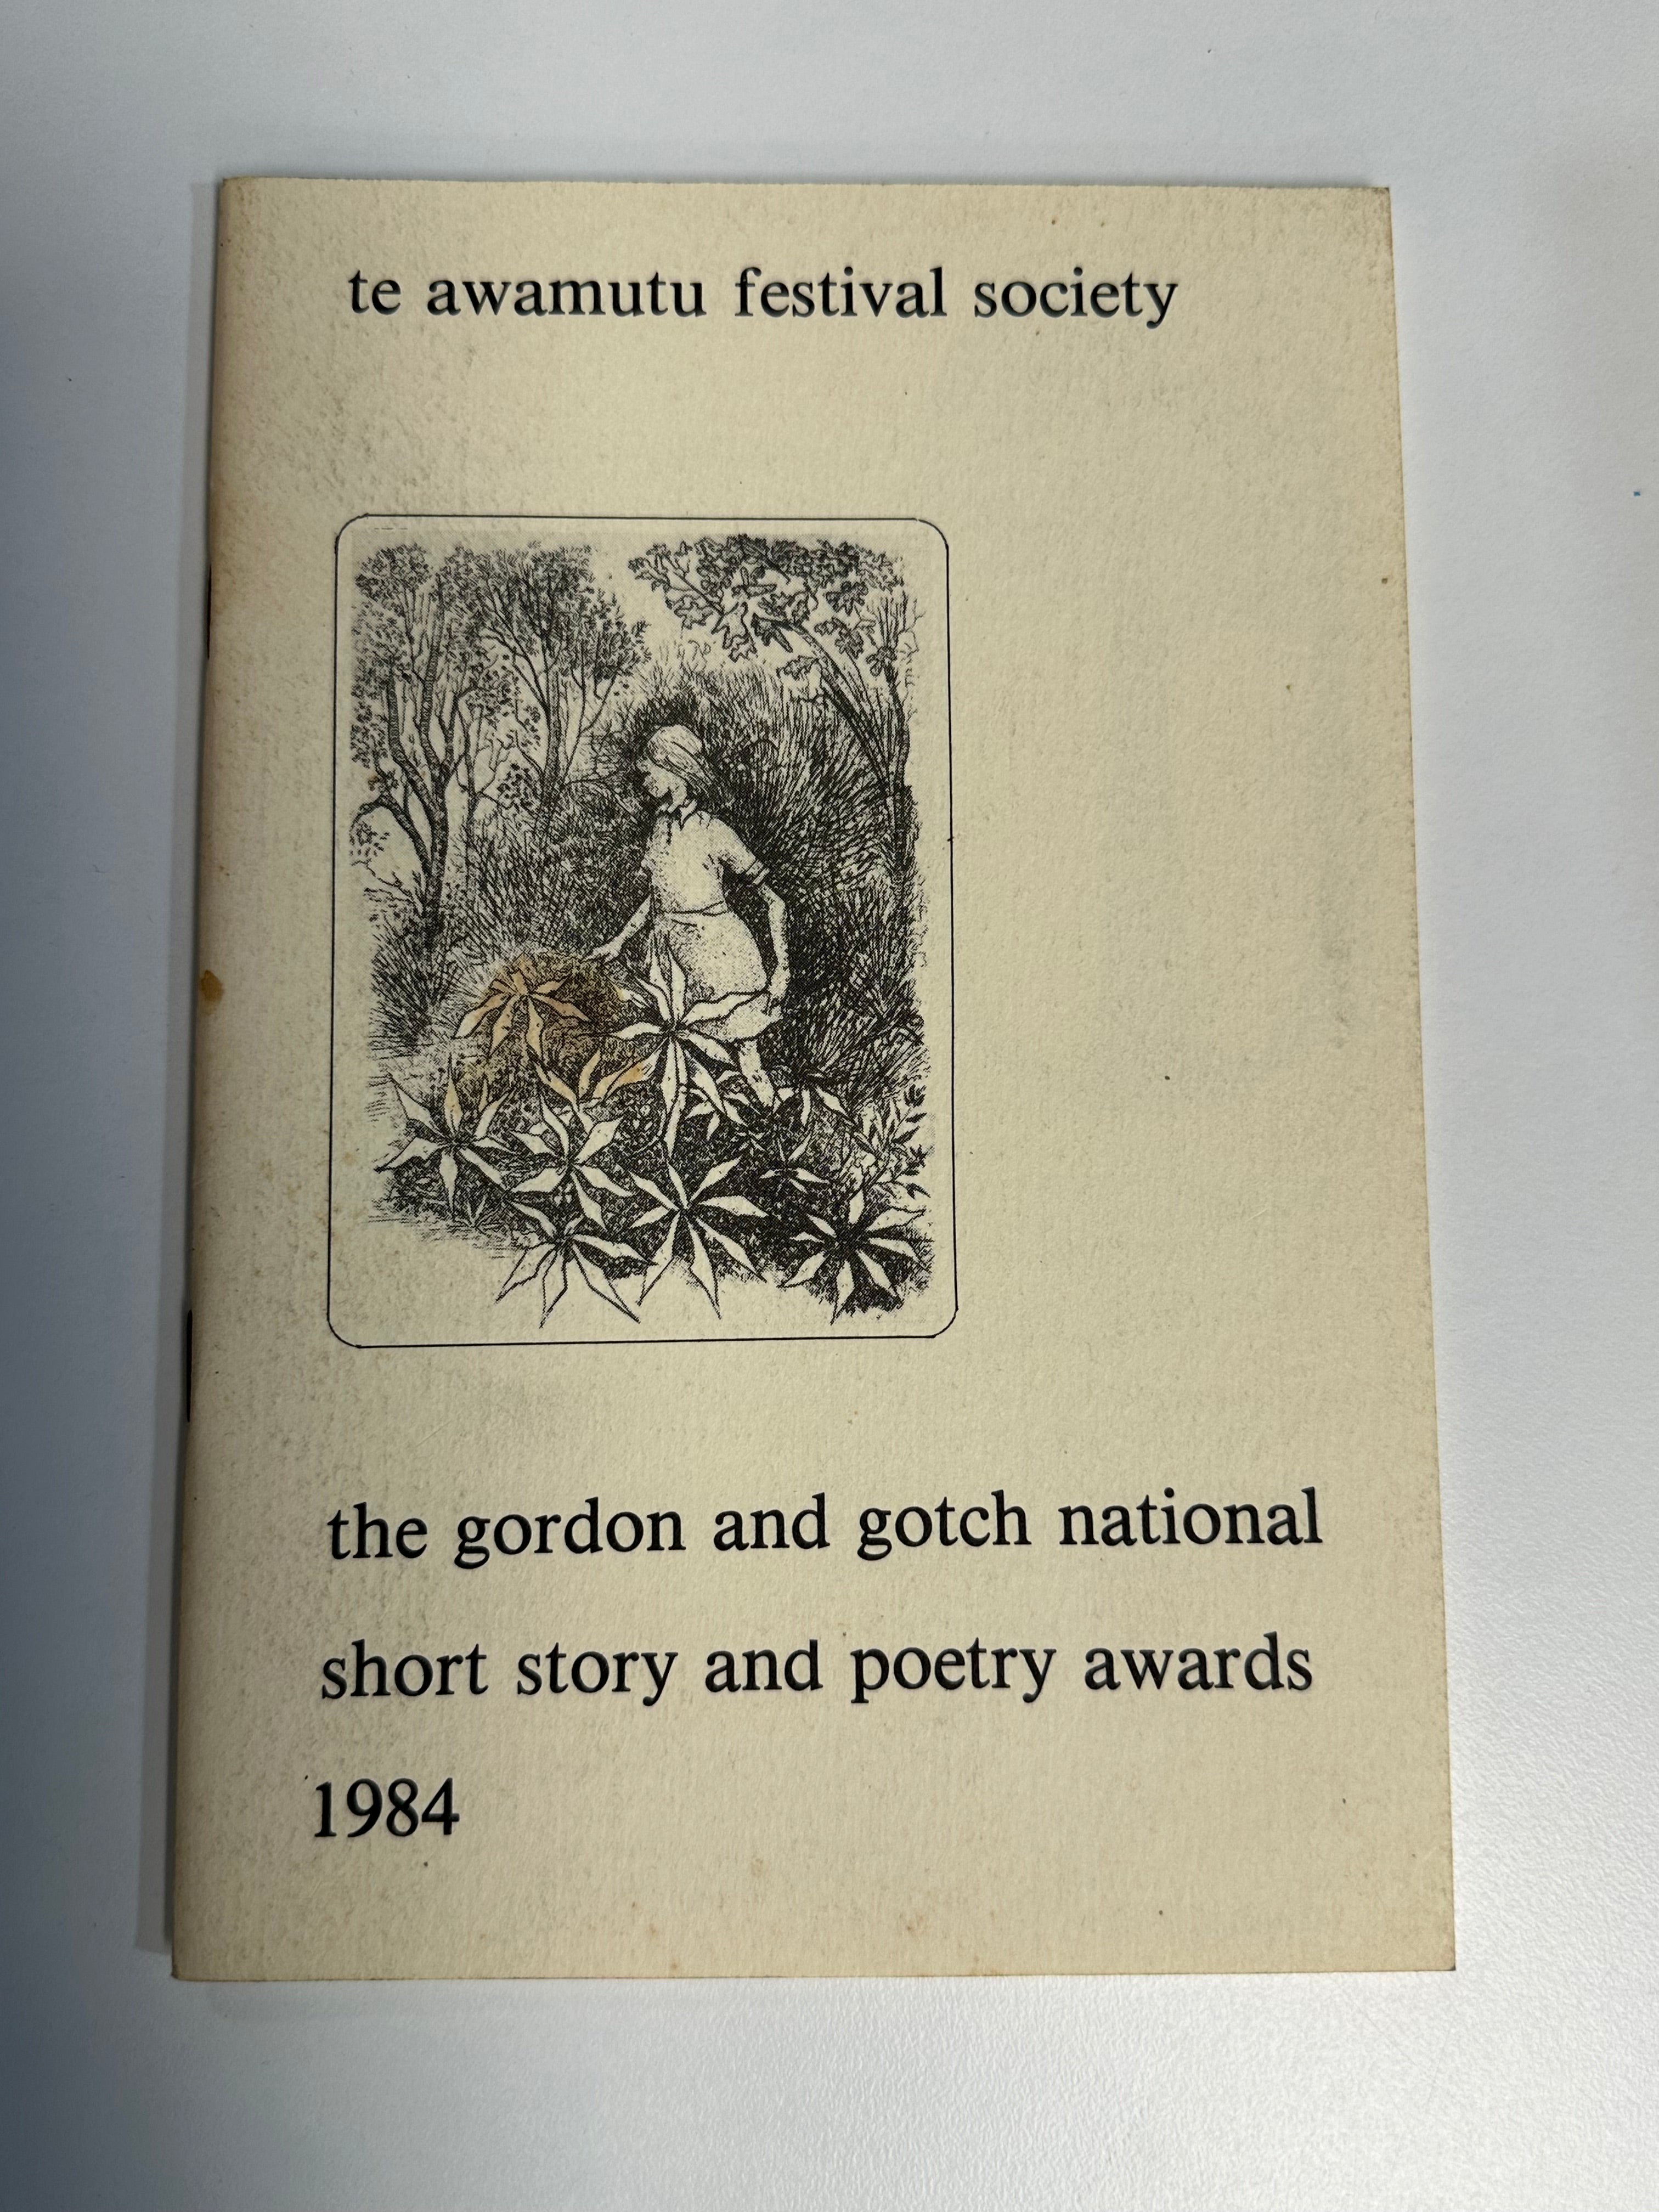 te awamutu festival society
the gordon and gotch national
short story and poetry awards
1984